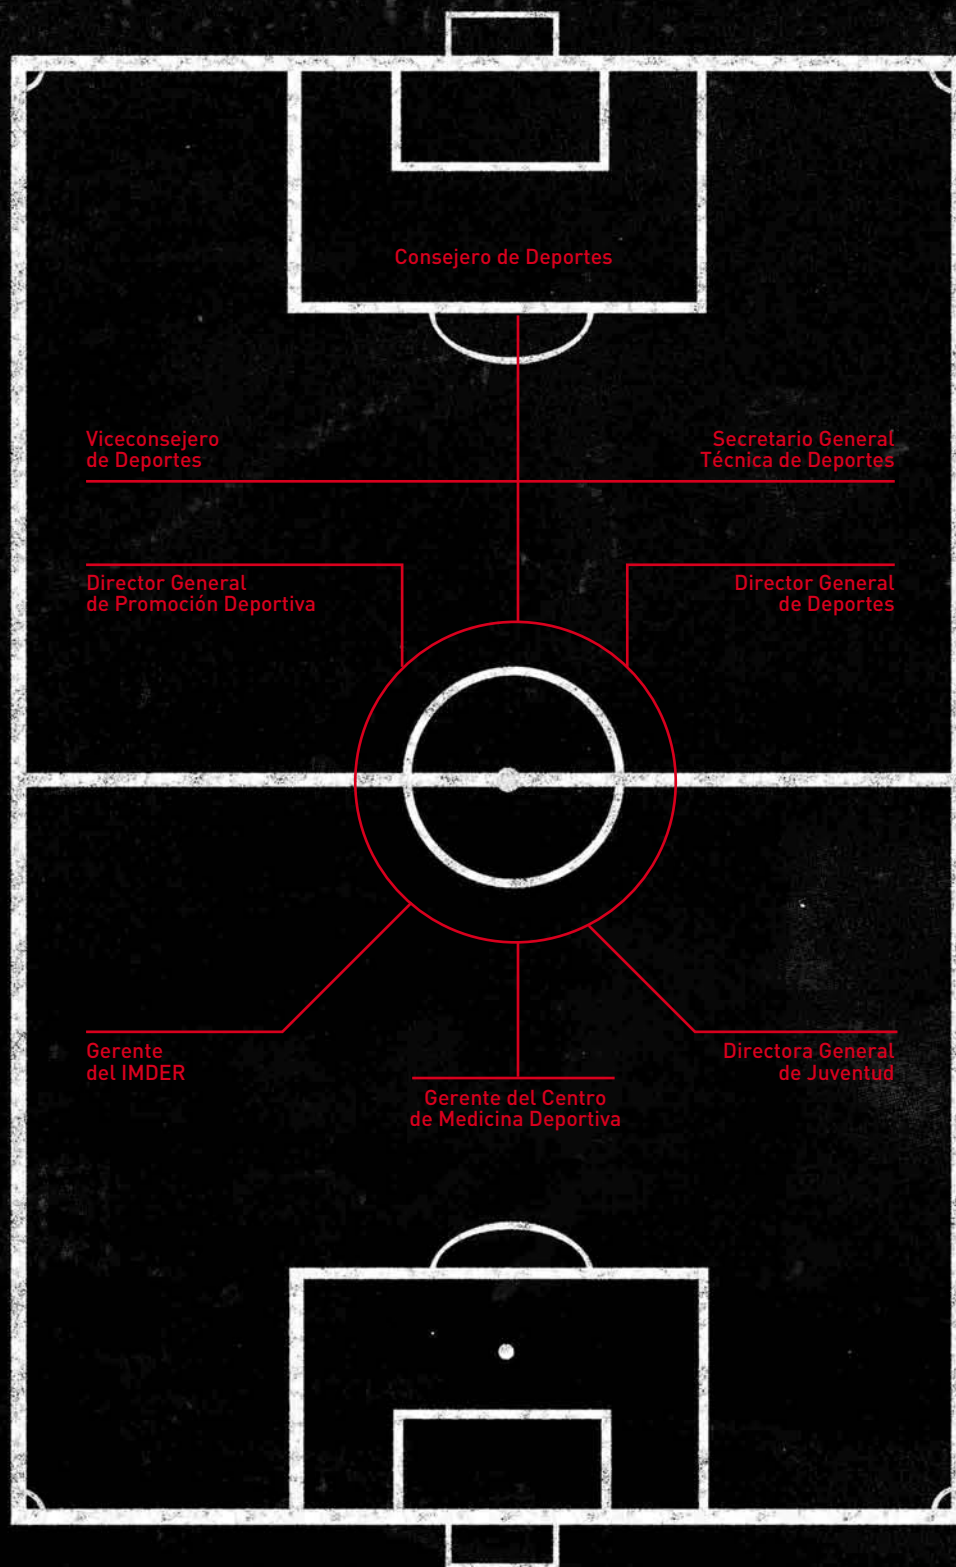 Consejero de Deportes
Viceconsejero
de Deportes
Secretario General
Técnica de Deportes
Director General
de Promoción Deportiva
Director General
de Deportes
Gerente
del IMDER
Gerente del Centro
de Medicina Deportiva
Directora General
de Juventud